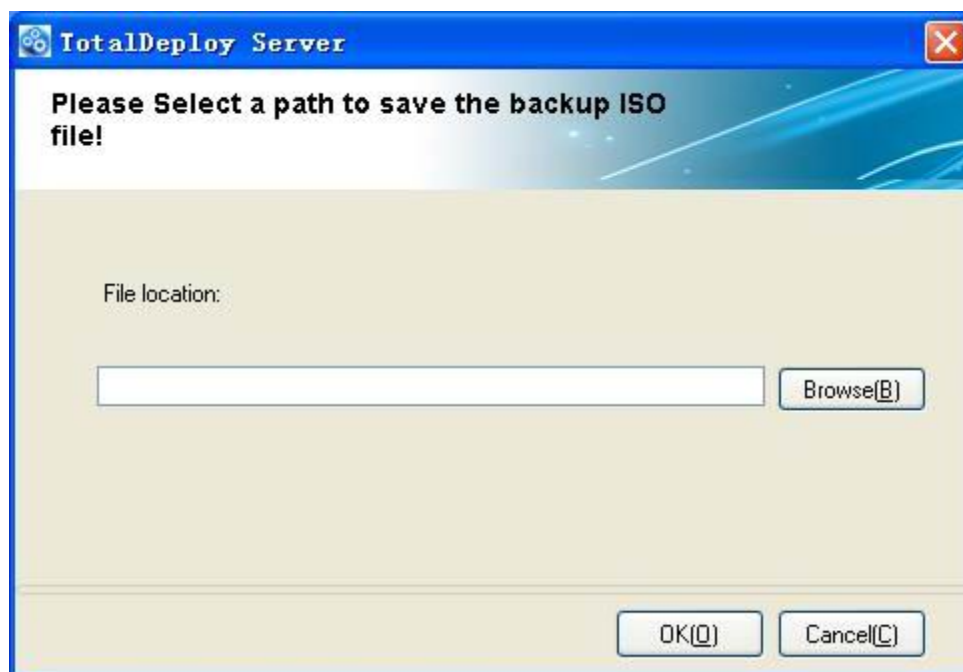 TotalDeploy Server
Please Select a path to save the backup ISO
file!
File location:
Browse(B)
OK(O)
Cancel(C)